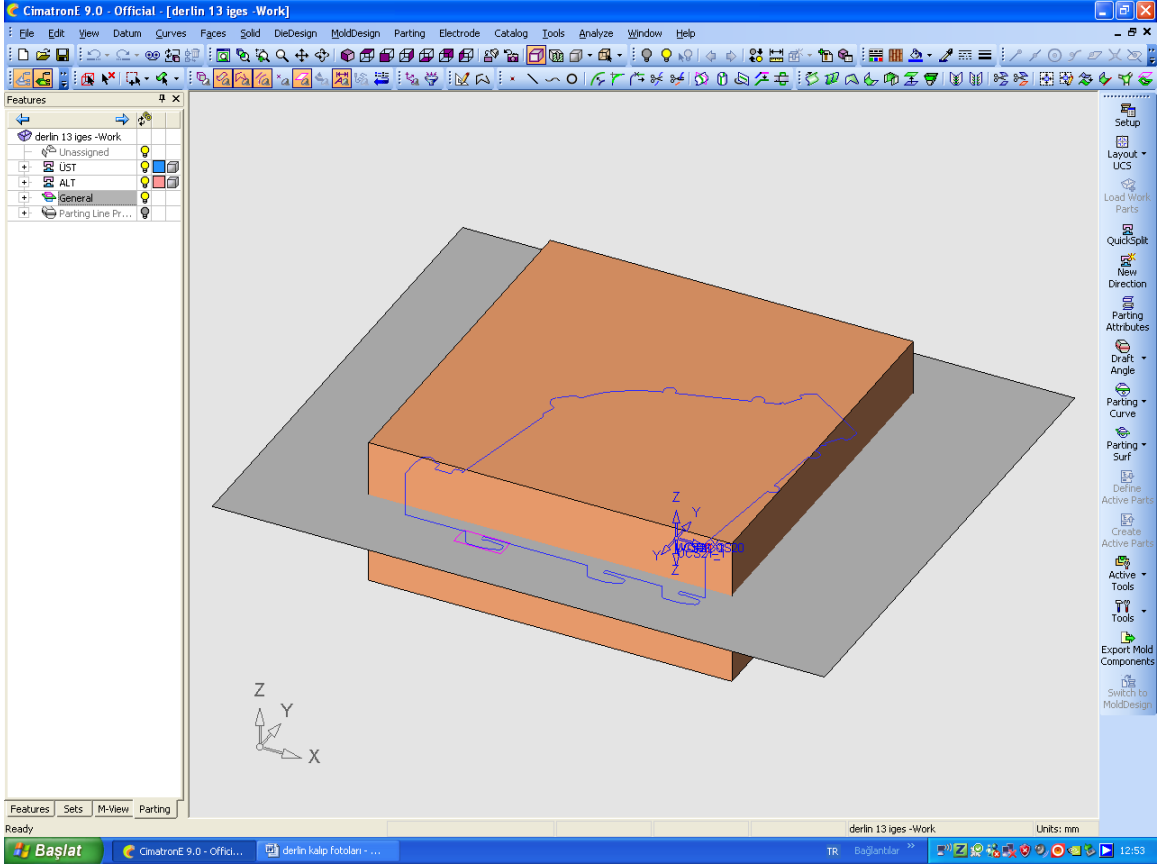 CimatronE 9.0 - Official - [derlin 13 iges -Work]
File Edit View Datum Curves Faces Solid DieDesign MoldDesign Parting Electrode Catalog Tools Analyze Window Help
Features
derlin 13 iges -Work
Unassigned
ÜST
ALT
General
Parting Line Pr...
Z
Y
Y
Z
Z
Y
X
Setup
Layout
UCS
Load Work
Parts
QuickSplit
New
Direction
Parting
Attributes
Draft
Angle
Parting
Curve
Parting
Surf
Define
Active Part
Create
Active Part
Active
Tools
Tools
Export Mold
Components
Switch to
MoldDesign
Features Sets M-View Parting
Ready
derlin 13 iges -Work Units: mm
Başlat CimatronE 9.0 - Offici... derlin kalıp fotoları - ... TR Bağlantılar 12:53